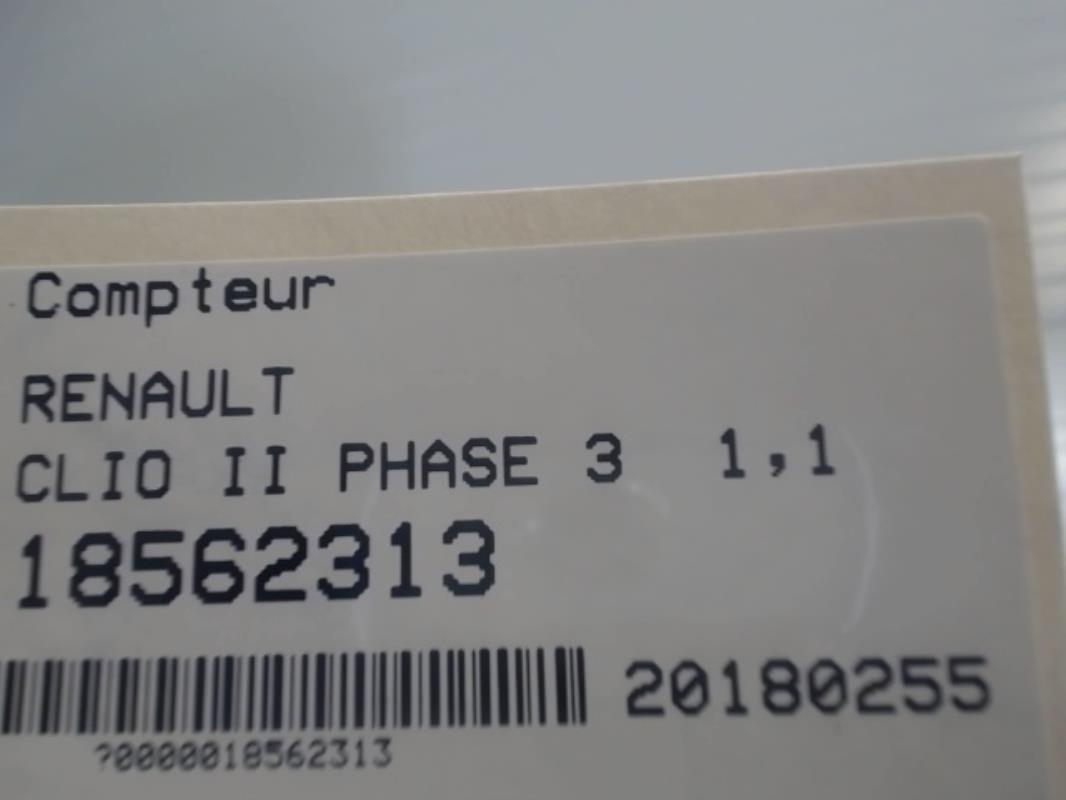 Compteur
RENAULT
CLIO II PHASE 3 1,1
18562313
20180255
?0000018562313